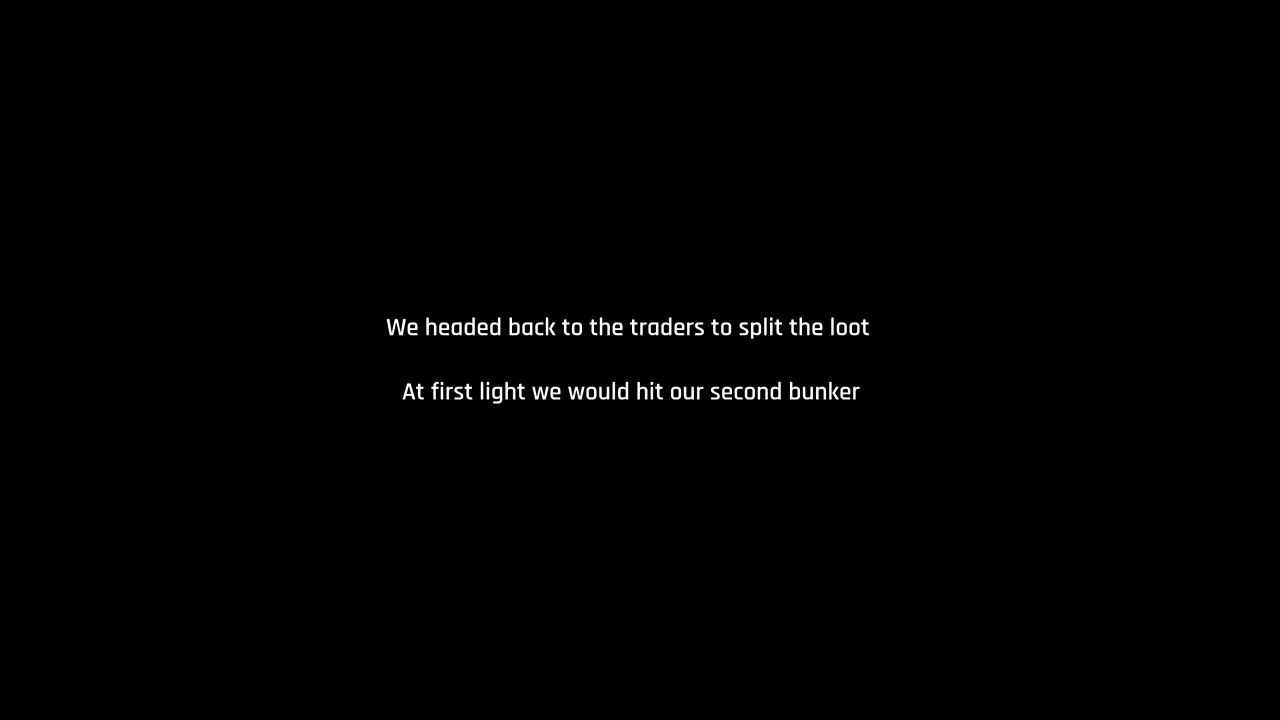 We headed back to the traders to split the loot
At first light we would hit our second bunker